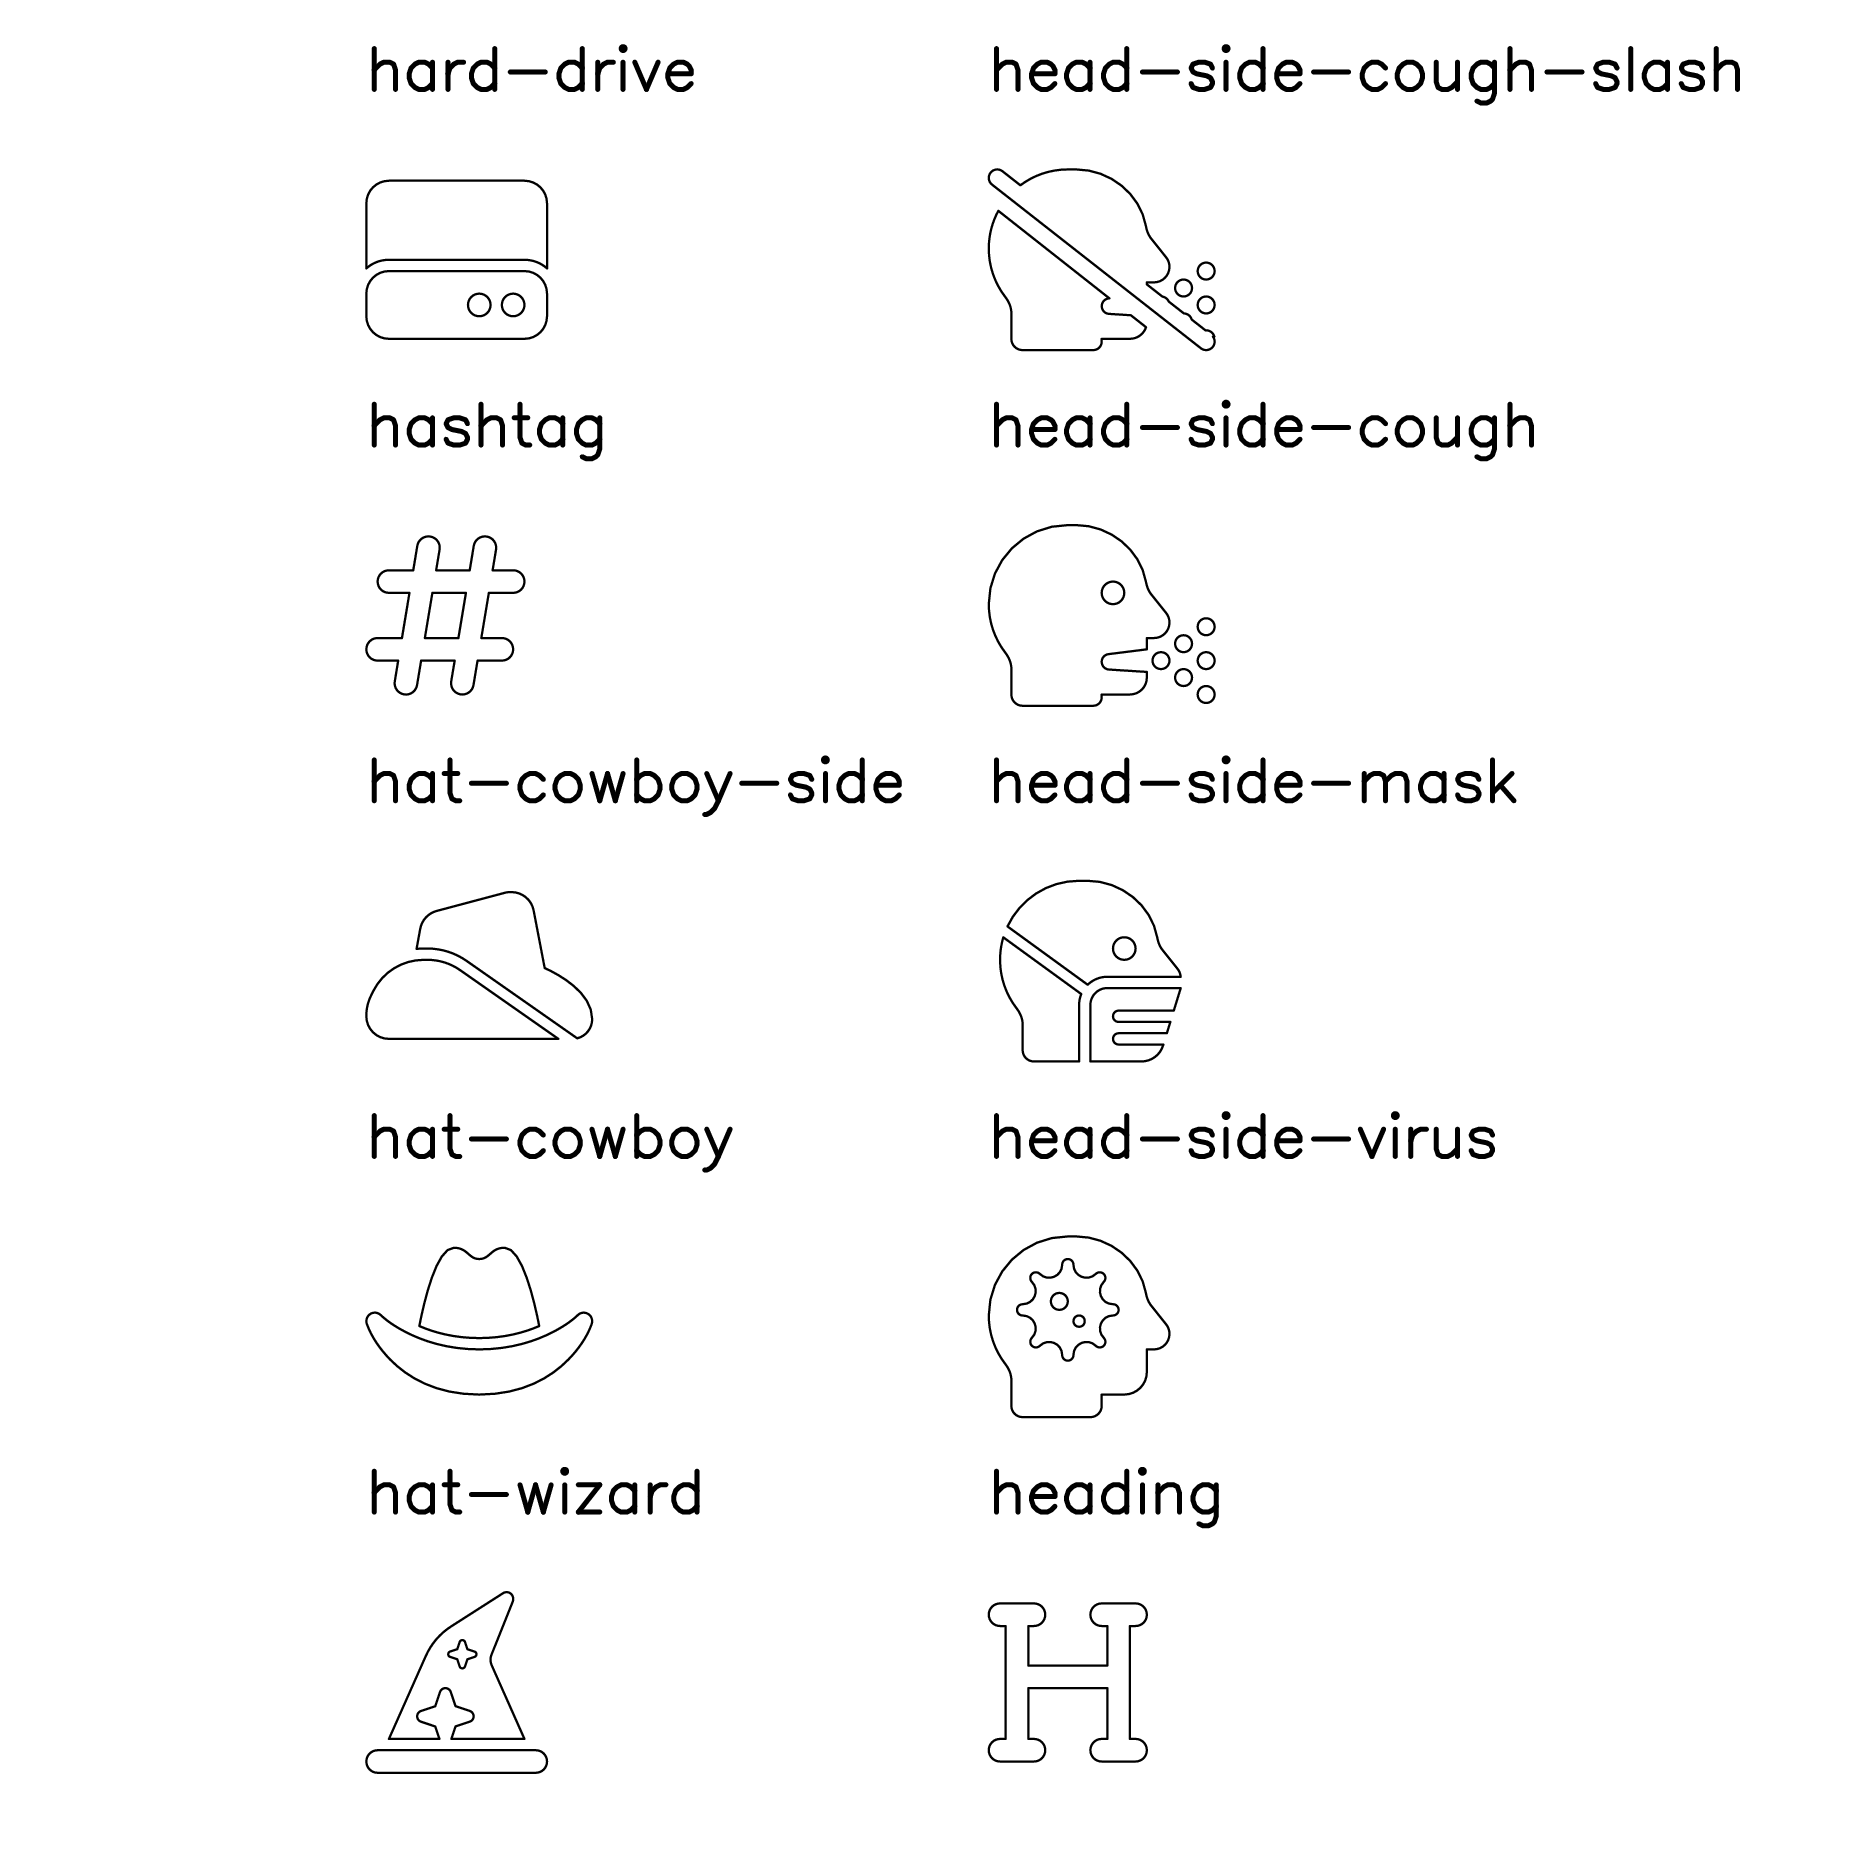 hard-drive
head-side-cough-slash
hashtag
head-side-cough
hat-cowboy-side
head-side-mask
hat-cowboy
head-side-virus
hat-wizard
heading